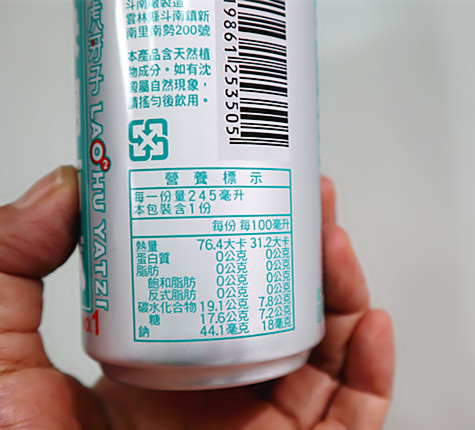 斗南廠製造
雲林縣斗南鎮新
南里南勢200號
本產品含天然植
物成分。如有沈
澱屬自然現象，
請搖勻後飲用。
19861253505
虎牙子 LAO HU YATZI
2
營養標示
每一份量245毫升
本包裝含1份
每份 每100毫升
熱量 76.4大卡 31.2大卡
蛋白質 0公克 0公克
脂肪 0公克 0公克
飽和脂肪 0公克 0公克
反式脂肪 0公克 0公克
碳水化合物 19.1公克 7.8公克
糖 17.6公克 7.2公克
鈉 44.1毫克 18毫克